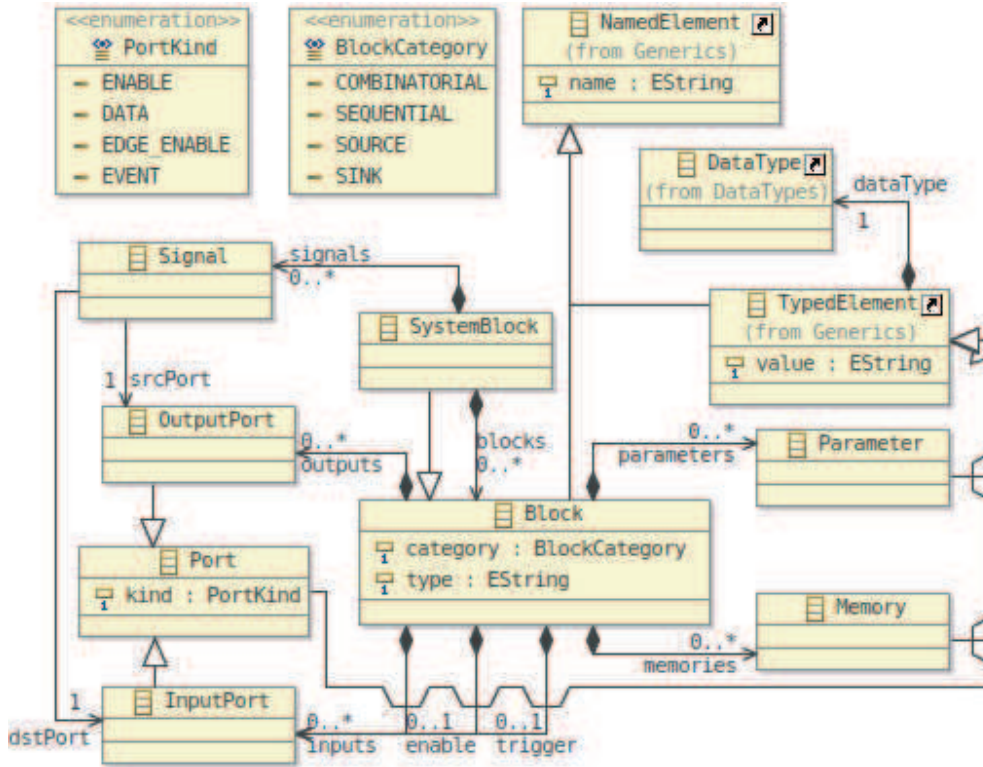 <<enumeration>>
PortKind
ENABLE
DATA
EDGE_ENABLE
EVENT
<<enumeration>>
BlockCategory
COMBINATORIAL
SEQUENTIAL
SOURCE
SINK
NamedElement
(from Generics)
name : EString
DataType
(from DataTypes)
dataType
1
Signal
signals
0..*
SystemBlock
TypedElement
(from Generics)
value : EString
1 srcPort
OutputPort
0..*
outputs
blocks
0..*
0..*
parameters
Parameter
Block
category : BlockCategory
type : EString
Port
kind : PortKind
Memory
0..*
memories
1
dstPort
InputPort
0..*
inputs
0..1
enable
0..1
trigger